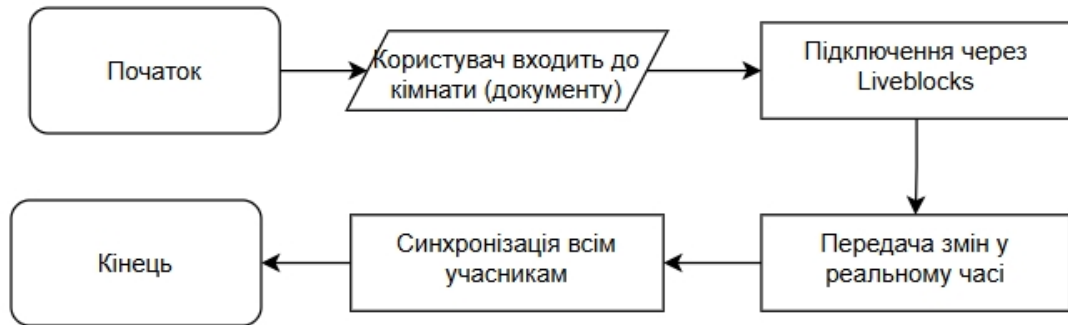 Початок
Користувач входить до
кімнати (документу)
Підключення через
Liveblocks
Передача змін у
реальному часі
Синхронізація всім
учасникам
Кінець